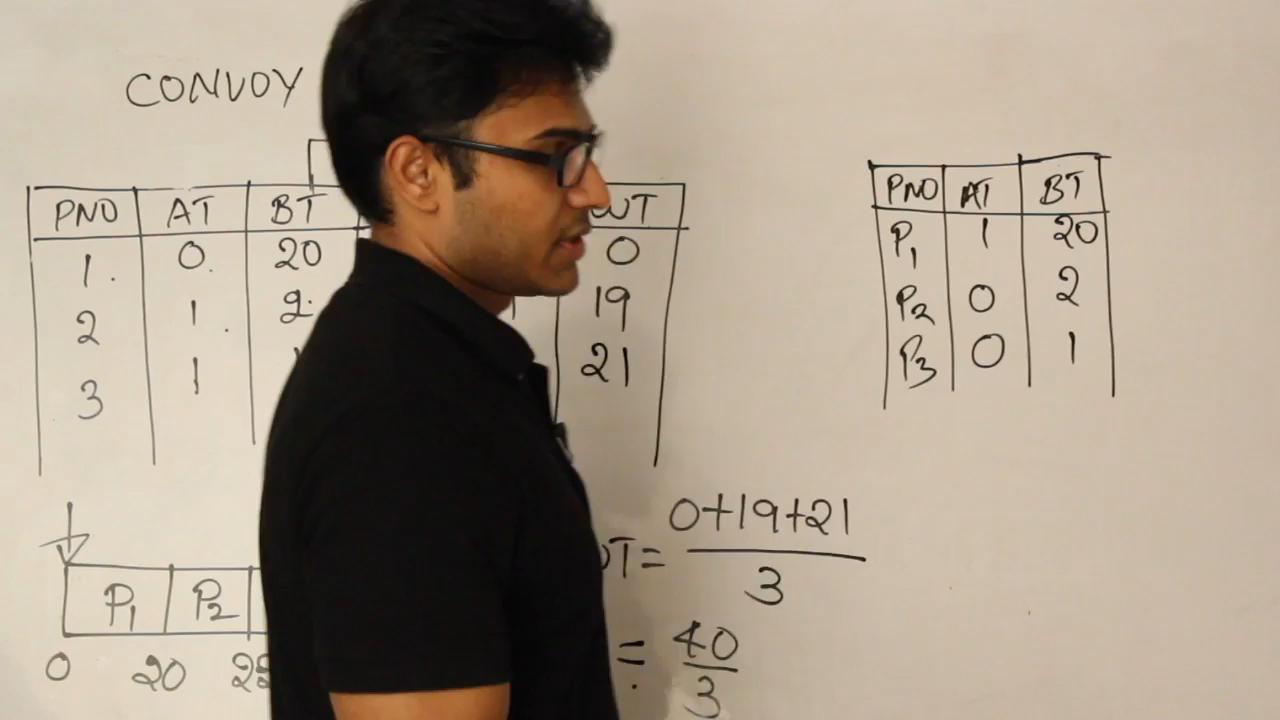 CONVOY
PNO AT BT WT
1 0 20 0
2 1 2 19
3 1 21
P1 P2
0 20
T= 0+19+21
3
= 40
3
PNO AT BT
P1 1 20
P2 0 2
P3 0 1